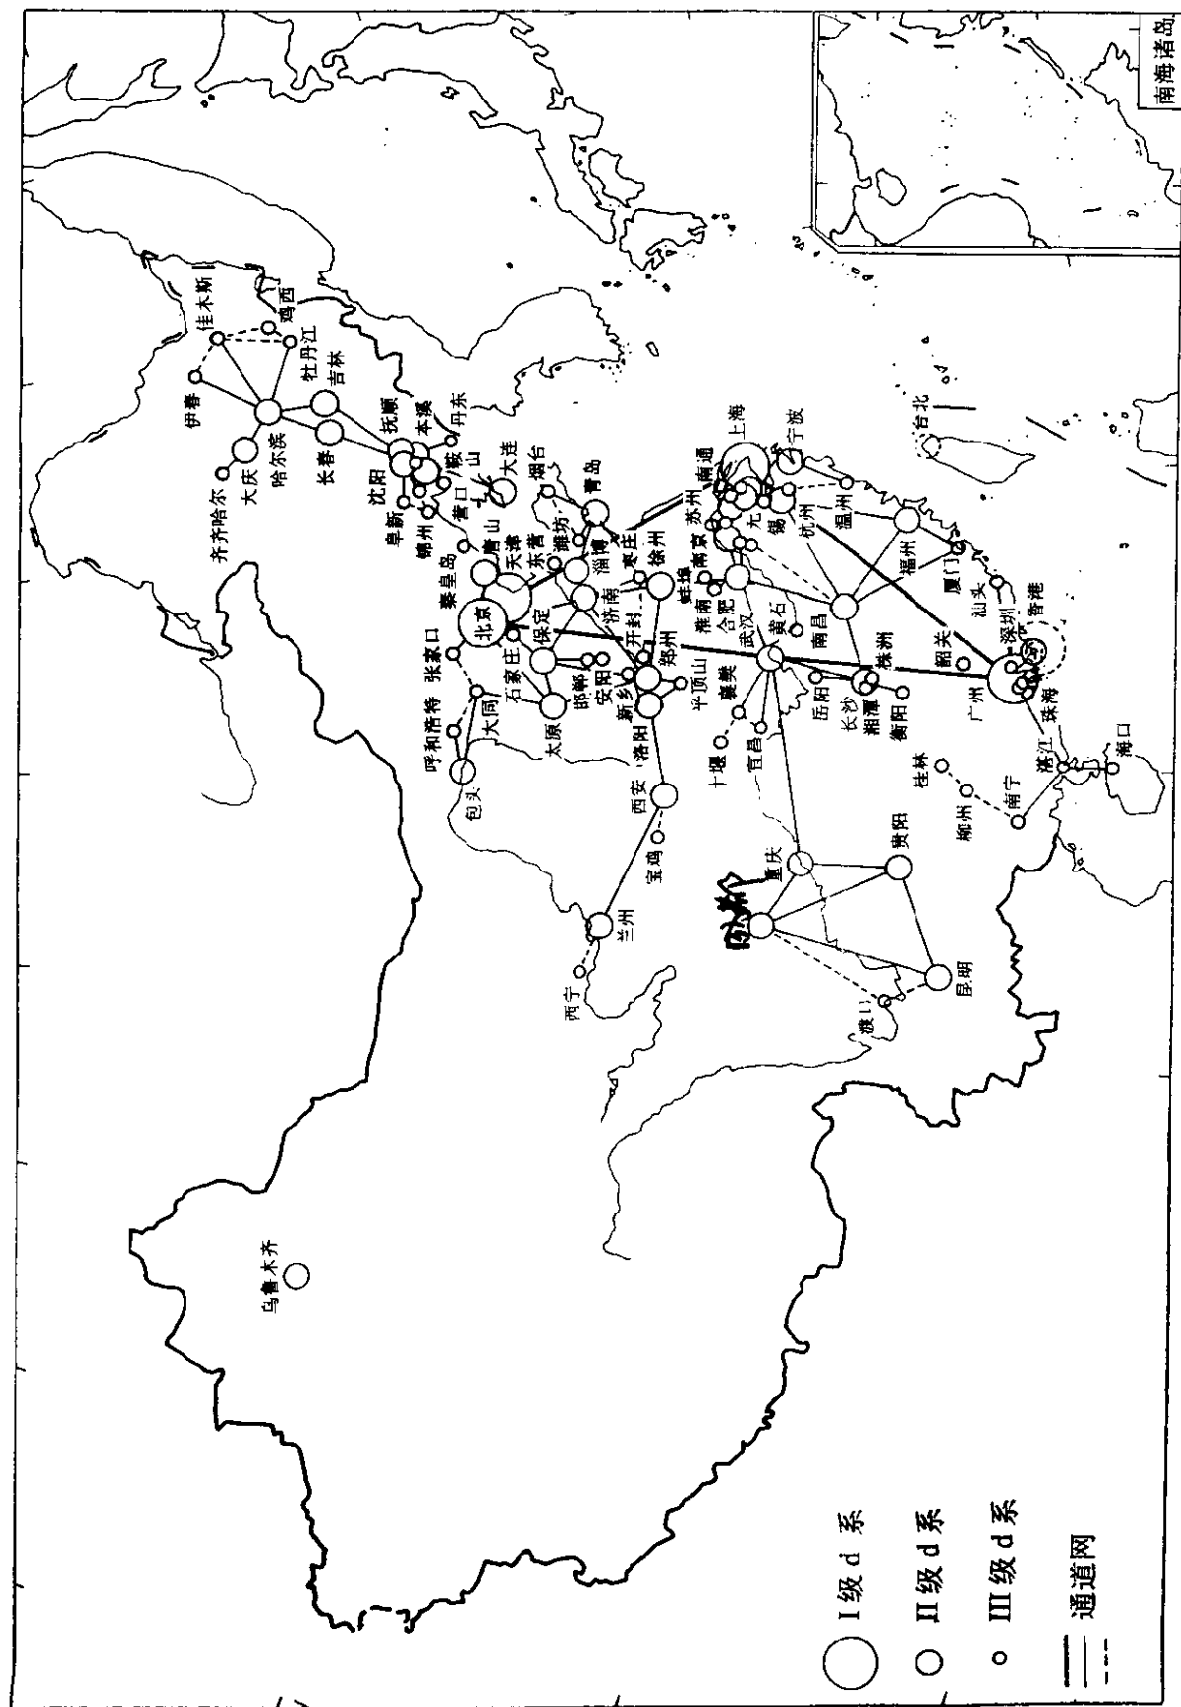 乌鲁木齐
伊春
佳木斯
鸡西
牡丹江
吉林
齐齐哈尔
大庆
哈尔滨
长春
抚顺
本溪
丹东
沈阳
阜新
锦州
鞍山
营口
大连
秦皇岛
唐山
天津
北京
张家口
呼和浩特
包头
大同
保定
石家庄
太原
东营
潍坊
烟台
青岛
淄博
济南
枣庄
徐州
邯郸
安阳
新乡
开封
郑州
洛阳
平顶山
西安
宝鸡
兰州
西宁
蚌埠
淮南
合肥
南京
苏州
南通
上海
无锡
杭州
宁波
温州
武汉
黄石
襄樊
十堰
宜昌
南昌
福州
厦门
台北
岳阳
长沙
株洲
湘潭
衡阳
韶关
汕头
深圳
香港
广州
珠海
湛江
海口
桂林
柳州
南宁
重庆
贵阳
昆明
渡口
I级d系
II级d系
III级d系
通道网
南海诸岛